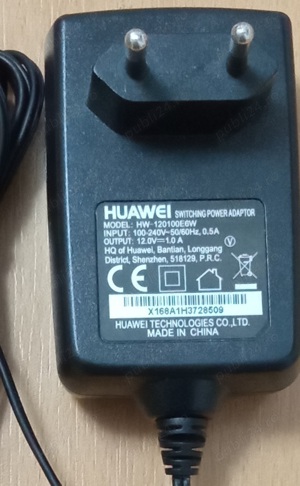 HUAWEI SWITCHING POWER ADAPTOR
MODEL: HW-120100E6W
INPUT: 100-240V~50/60Hz, 0.5A
OUTPUT: 12.0V⎓1.0 A
HQ of Huawei, Bantian, Longgang
District, Shenzhen, 518129, P.R.C.
V
CE
X168A1H3728509
HUAWEI TECHNOLOGIES CO.,LTD.
MADE IN CHINA